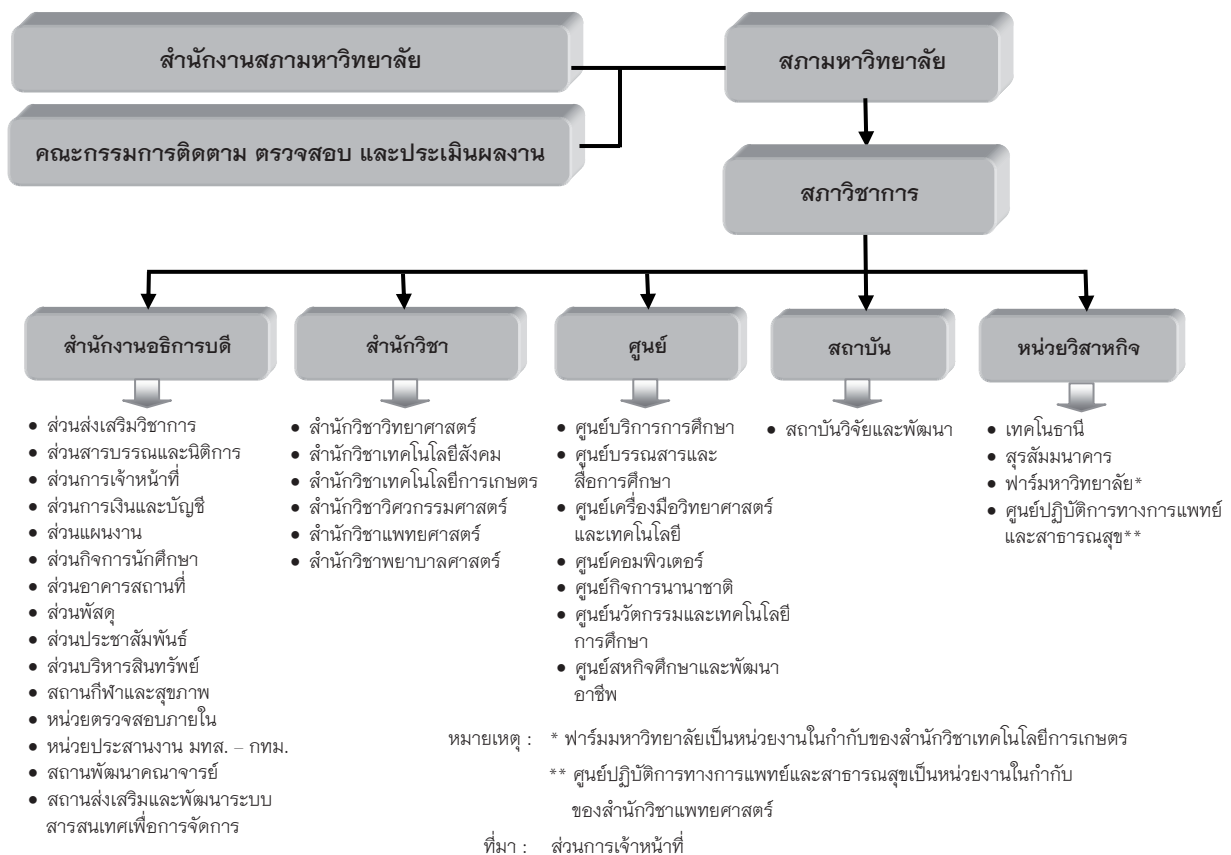 สำนักงานสภามหาวิทยาลัย
สภามหาวิทยาลัย
คณะกรรมการติดตาม ตรวจสอบ และประเมินผลงาน
สภาวิชาการ
สำนักงานอธิการบดี
• ส่วนส่งเสริมวิชาการ
• ส่วนสารบรรณและนิติการ
• ส่วนการเจ้าหน้าที่
• ส่วนการเงินและบัญชี
• ส่วนแผนงาน
• ส่วนกิจการนักศึกษา
• ส่วนอาคารสถานที่
• ส่วนพัสดุ
• ส่วนประชาสัมพันธ์
• ส่วนบริหารสินทรัพย์
• สถานกีฬาและสุขภาพ
• หน่วยตรวจสอบภายใน
• หน่วยประสานงาน มทส. – กทม.
• สถานพัฒนาคณาจารย์
• สถานส่งเสริมและพัฒนาระบบ
สารสนเทศเพื่อการจัดการ
สำนักวิชา
• สำนักวิชาวิทยาศาสตร์
• สำนักวิชาเทคโนโลยีสังคม
• สำนักวิชาเทคโนโลยีการเกษตร
• สำนักวิชาวิศวกรรมศาสตร์
• สำนักวิชาแพทยศาสตร์
• สำนักวิชาพยาบาลศาสตร์
ศูนย์
• ศูนย์บริการการศึกษา
• ศูนย์บรรณสารและ
สื่อการศึกษา
• ศูนย์เครื่องมือวิทยาศาสตร์
และเทคโนโลยี
• ศูนย์คอมพิวเตอร์
• ศูนย์กิจการนานาชาติ
• ศูนย์นวัตกรรมและเทคโนโลยี
การศึกษา
• ศูนย์สหกิจศึกษาและพัฒนา
อาชีพ
สถาบัน
• สถาบันวิจัยและพัฒนา
หน่วยวิสาหกิจ
• เทคโนธานี
• สุรสัมมนาคาร
• ฟาร์มมหาวิทยาลัย*
• ศูนย์ปฏิบัติการทางการแพทย์
และสาธารณสุข**
หมายเหตุ : * ฟาร์มมหาวิทยาลัยเป็นหน่วยงานในกำกับของสำนักวิชาเทคโนโลยีการเกษตร
** ศูนย์ปฏิบัติการทางการแพทย์และสาธารณสุขเป็นหน่วยงานในกำกับ
ของสำนักวิชาแพทยศาสตร์
ที่มา : ส่วนการเจ้าหน้าที่